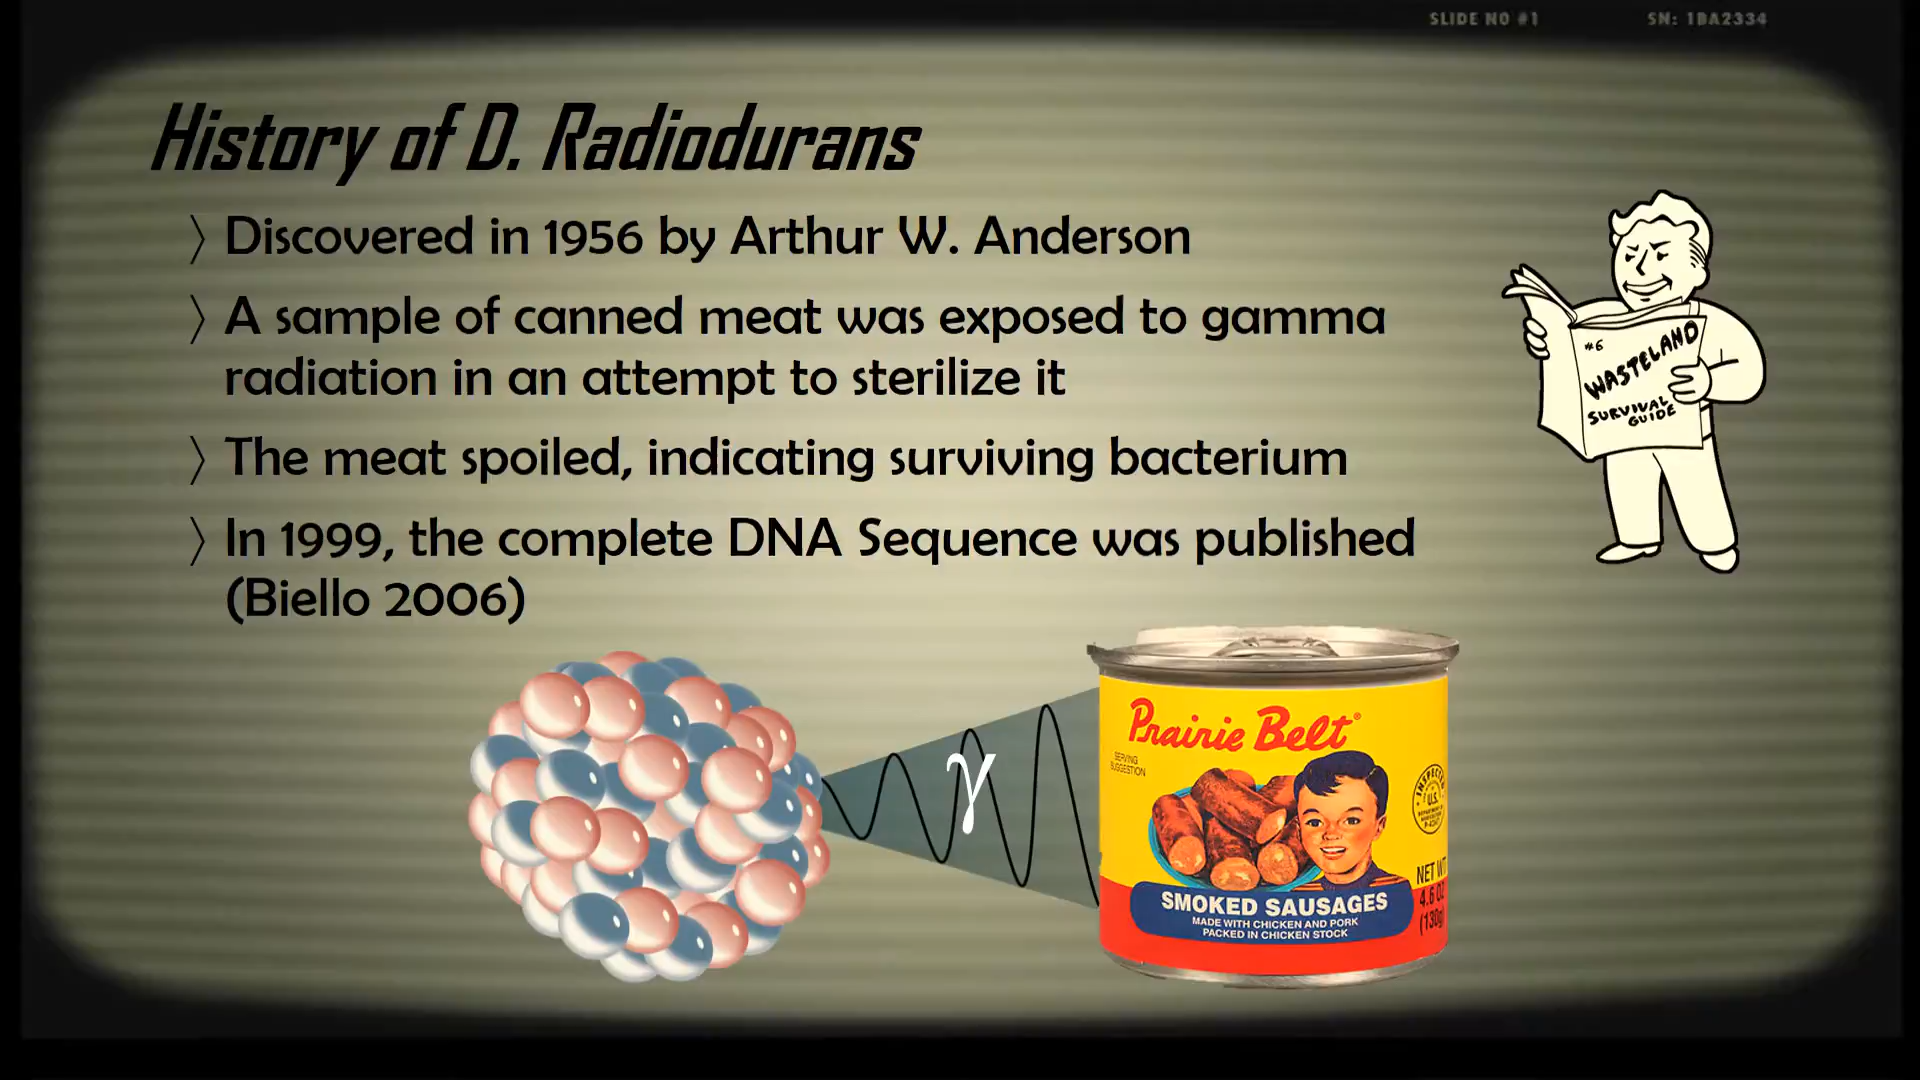 SLIDE NO #1
SN: 1BA2334
History of D. Radiodurans
〉Discovered in 1956 by Arthur W. Anderson
〉A sample of canned meat was exposed to gamma
radiation in an attempt to sterilize it
〉The meat spoiled, indicating surviving bacterium
〉In 1999, the complete DNA Sequence was published
(Biello 2006)
#6
WASTELAND
SURVIVAL
GUIDE
γ
Prairie Belt®
SERVING
SUGGESTION
INSPECTED
U.S.
NET WT
4.6 OZ
(130g)
SMOKED SAUSAGES
MADE WITH CHICKEN AND PORK
PACKED IN CHICKEN STOCK